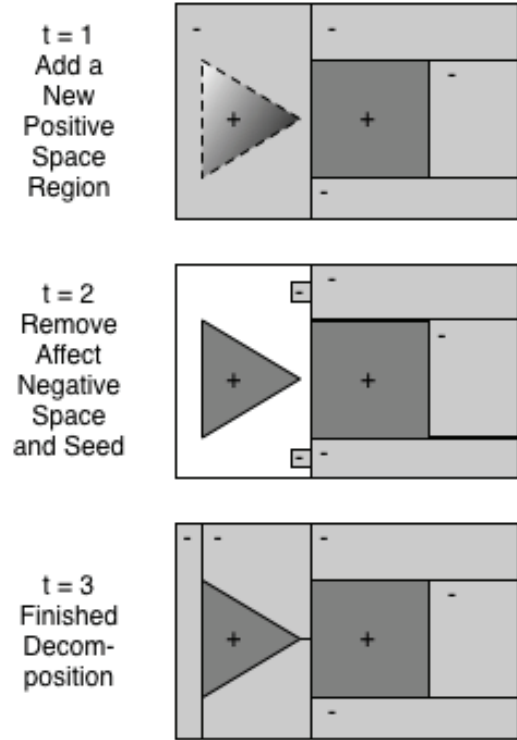 t = 1
Add a
New
Positive
Space
Region
- -
-
+ +
-
t = 2
Remove
Affect
Negative
Space
and Seed
-
-
-
+ +
-
-
t = 3
Finished
Decom-
position
- - -
-
+ +
-